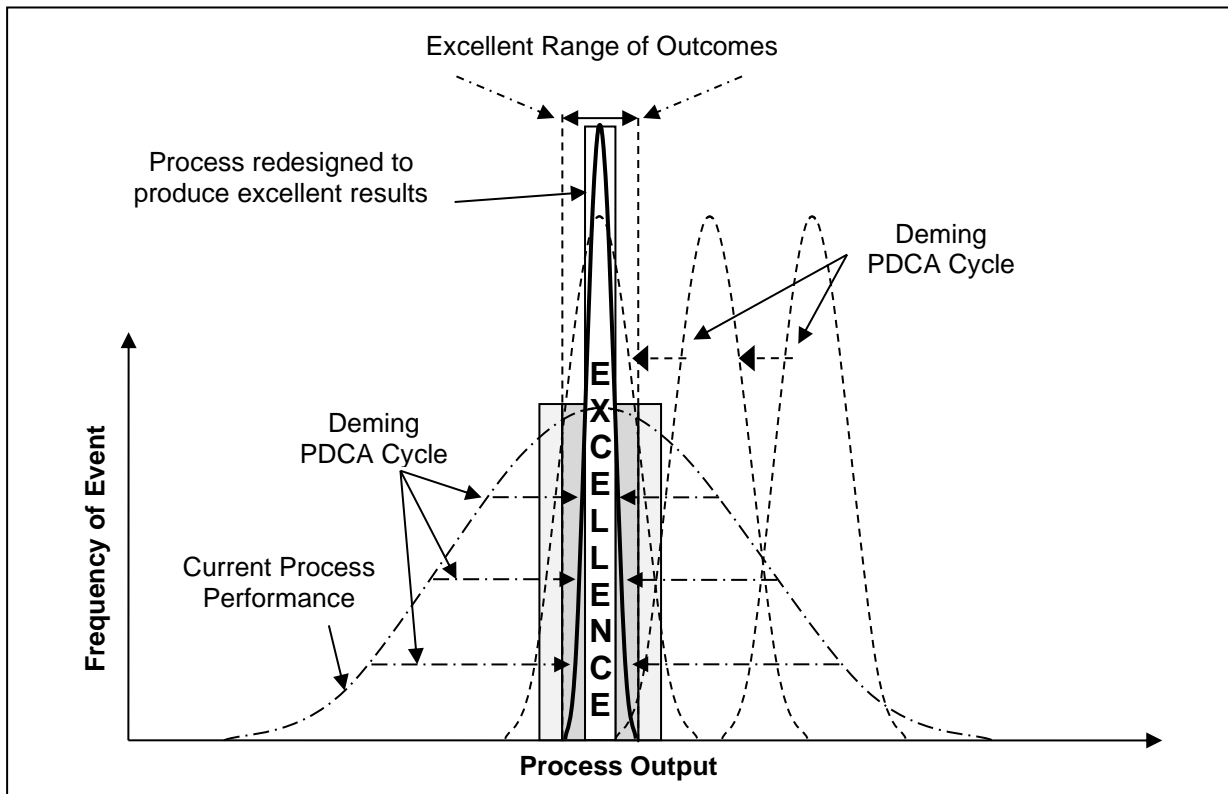 Excellent Range of Outcomes
Process redesigned to
produce excellent results
Deming
PDCA Cycle
EXCELLENCE
Deming
PDCA Cycle
Current Process
Performance
Frequency of Event
Process Output